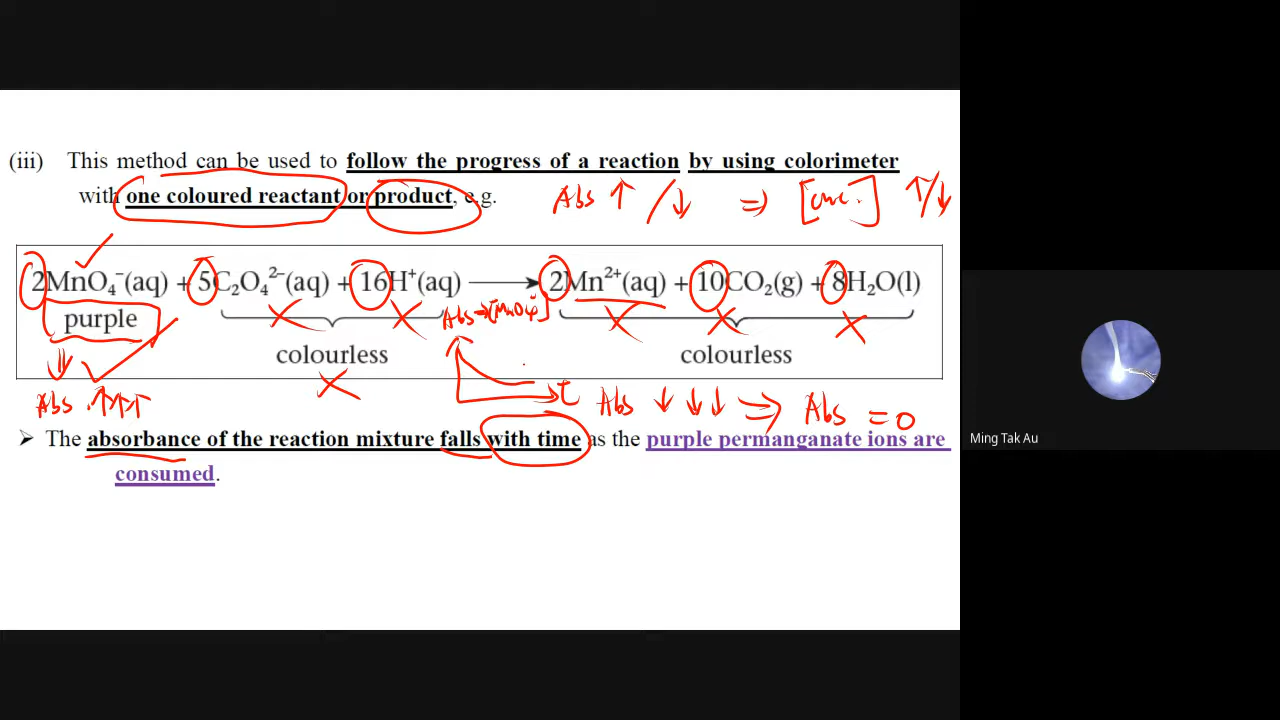 (iii) This method can be used to follow the progress of a reaction by using colorimeter
with one coloured reactant or product, e.g.
Abs ↑ /↓ ⇒ [conc.] ↑/↓
2MnO₄⁻(aq) + 5C₂O₄²⁻(aq) + 16H⁺(aq) ⟶ 2Mn²⁺(aq) + 10CO₂(g) + 8H₂O(l)
purple
Abs → [MnO₄⁻]
colourless
colourless
Abs ↑↑↑
t
Abs ↓ ↓ ↓ ⇒ Abs = 0
➢ The absorbance of the reaction mixture falls with time as the purple permanganate ions are
consumed.
Ming Tak Au